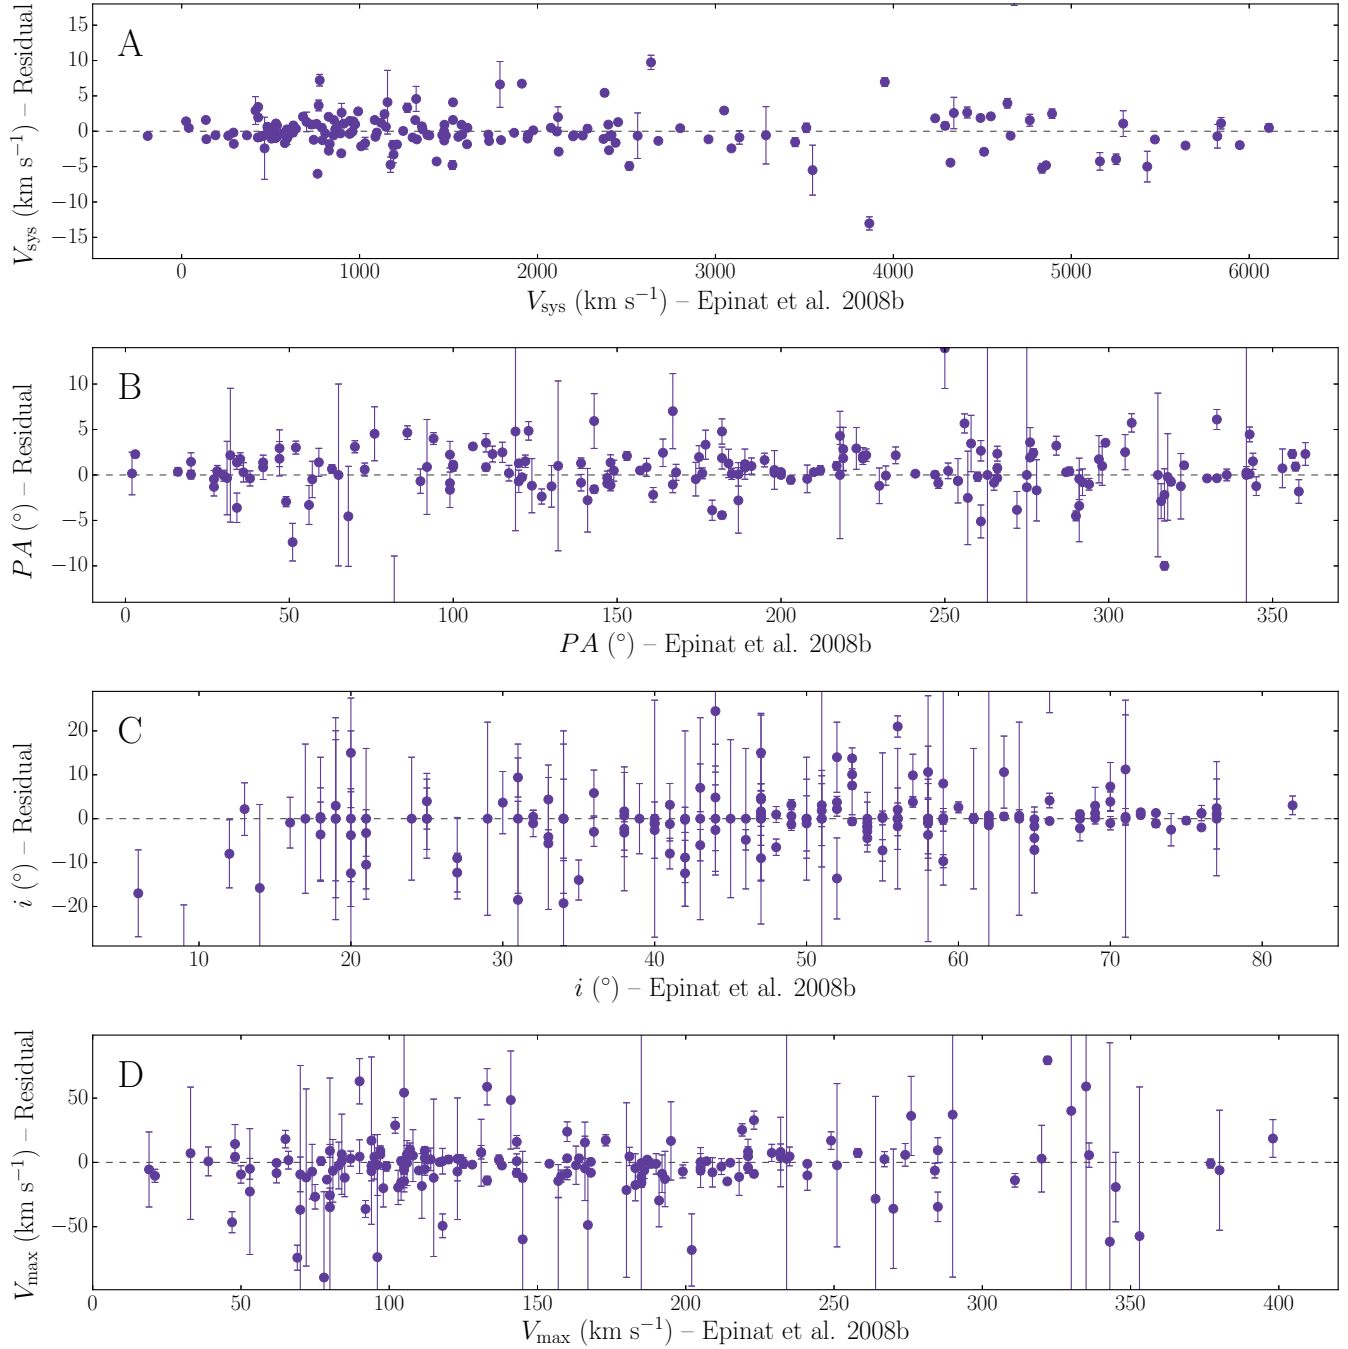 A
V_sys (km s⁻¹) – Residual
15
10
5
0
−5
−10
−15
0 1000 2000 3000 4000 5000 6000
V_sys (km s⁻¹) – Epinat et al. 2008b
B
PA (°) – Residual
10
5
0
−5
−10
0 50 100 150 200 250 300 350
PA (°) – Epinat et al. 2008b
C
i (°) – Residual
20
10
0
−10
−20
10 20 30 40 50 60 70 80
i (°) – Epinat et al. 2008b
D
V_max (km s⁻¹) – Residual
50
0
−50
0 50 100 150 200 250 300 350 400
V_max (km s⁻¹) – Epinat et al. 2008b